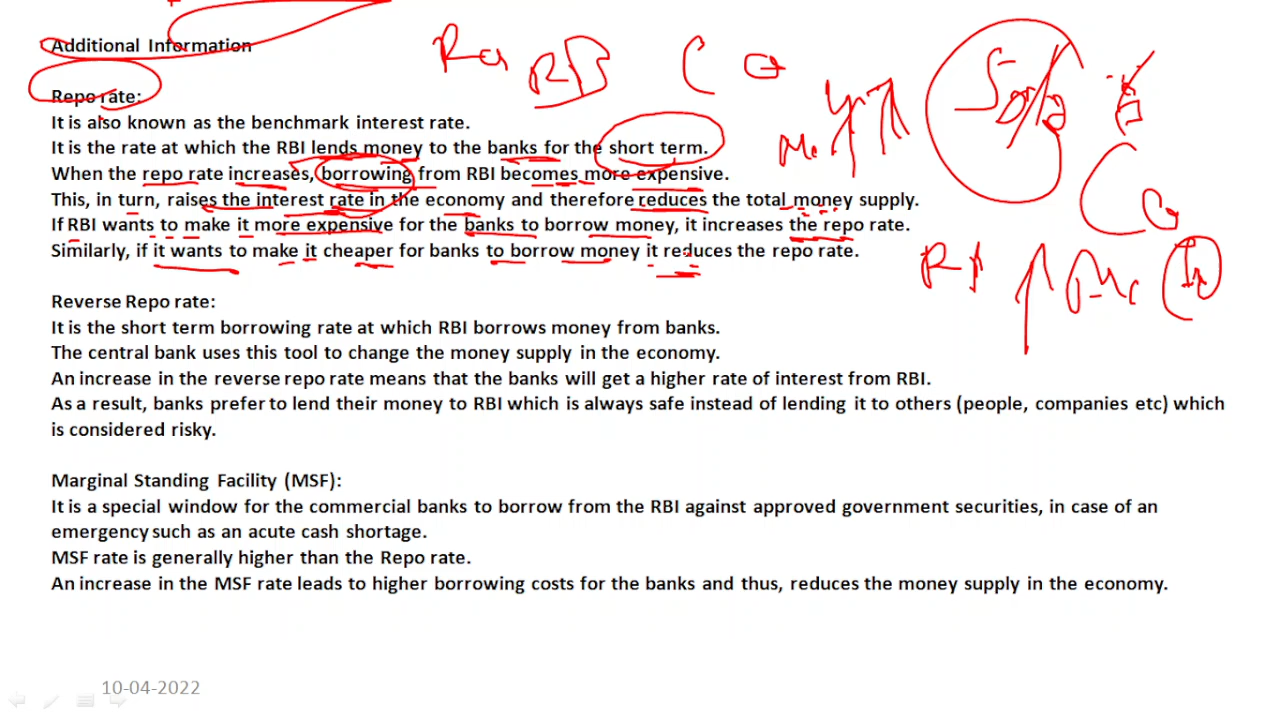 Additional Information
Repo rate:
It is also known as the benchmark interest rate.
It is the rate at which the RBI lends money to the banks for the short term.
When the repo rate increases, borrowing from RBI becomes more expensive.
This, in turn, raises the interest rate in the economy and therefore reduces the total money supply.
If RBI wants to make it more expensive for the banks to borrow money, it increases the repo rate.
Similarly, if it wants to make it cheaper for banks to borrow money it reduces the repo rate.
Reverse Repo rate:
It is the short term borrowing rate at which RBI borrows money from banks.
The central bank uses this tool to change the money supply in the economy.
An increase in the reverse repo rate means that the banks will get a higher rate of interest from RBI.
As a result, banks prefer to lend their money to RBI which is always safe instead of lending it to others (people, companies etc) which
is considered risky.
Marginal Standing Facility (MSF):
It is a special window for the commercial banks to borrow from the RBI against approved government securities, in case of an
emergency such as an acute cash shortage.
MSF rate is generally higher than the Repo rate.
An increase in the MSF rate leads to higher borrowing costs for the banks and thus, reduces the money supply in the economy.
10-04-2022